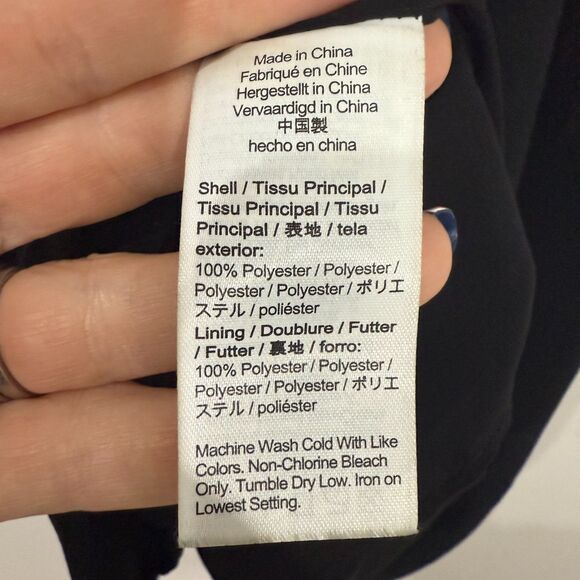 Made in China
Fabriqué en Chine
Hergestellt in China
Vervaardigd in China
中国製
hecho en china
Shell / Tissu Principal /
Tissu Principal / Tissu
Principal / 表地 / tela
exterior:
100% Polyester / Polyester /
Polyester / Polyester / ポリエ
ステル / poliéster
Lining / Doublure / Futter
/ Futter / 裏地 / forro:
100% Polyester / Polyester /
Polyester / Polyester / ポリエ
ステル / poliéster
Machine Wash Cold With Like
Colors. Non-Chlorine Bleach
Only. Tumble Dry Low. Iron on
Lowest Setting.